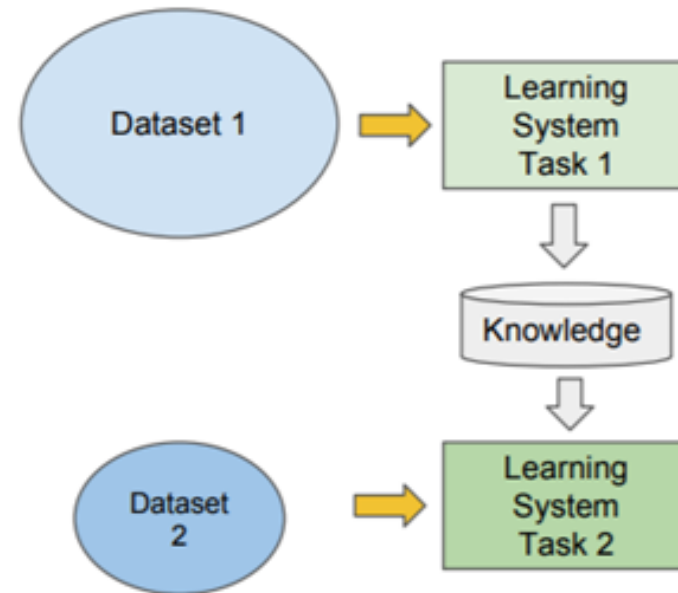 Dataset 1
Learning
System
Task 1
Knowledge
Dataset
2
Learning
System
Task 2